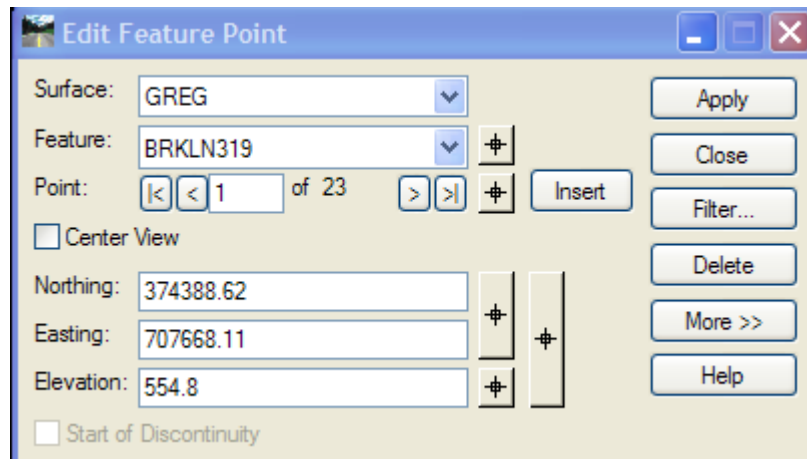 Edit Feature Point
Surface: GREG Apply
Feature: BRKLN319 Close
Point: |< < 1 of 23 > >| Insert Filter...
Center View
Delete
Northing: 374388.62
Easting: 707668.11 More >>
Elevation: 554.8 Help
Start of Discontinuity